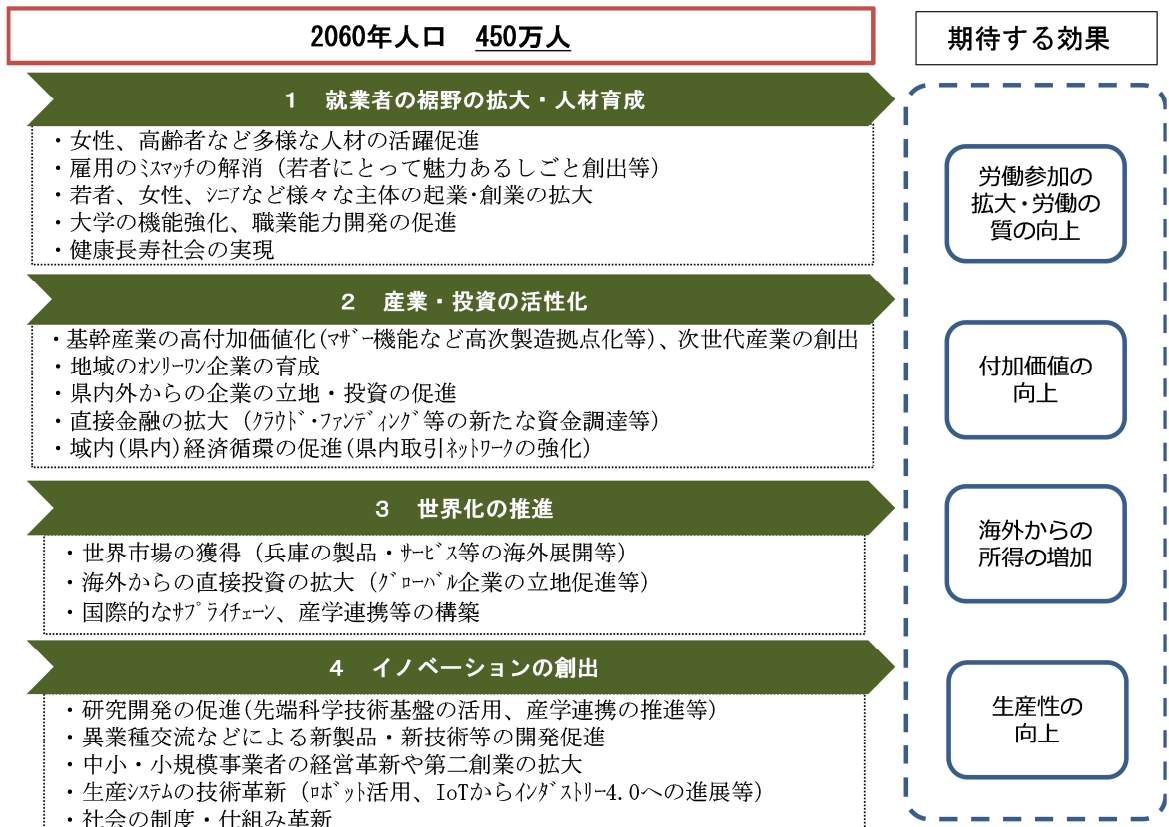 2060年人口　450万人
期待する効果
１　就業者の裾野の拡大・人材育成
・女性、高齢者など多様な人材の活躍促進
・雇用のﾐｽﾏｯﾁの解消（若者にとって魅力あるしごと創出等）
・若者、女性、ｼﾆｱなど様々な主体の起業･創業の拡大
・大学の機能強化、職業能力開発の促進
・健康長寿社会の実現
労働参加の
拡大・労働の
質の向上
２　産業・投資の活性化
・基幹産業の高付加価値化(ﾏｻﾞｰ機能など高次製造拠点化等)、次世代産業の創出
・地域のｵﾝﾘｰﾜﾝ企業の育成
・県内外からの企業の立地・投資の促進
・直接金融の拡大（ｸﾗｳﾄﾞ･ﾌｧﾝﾃﾞｨﾝｸﾞ等の新たな資金調達等）
・域内(県内)経済循環の促進(県内取引ﾈｯﾄﾜｰｸの強化)
付加価値の
向上
３　世界化の推進
・世界市場の獲得（兵庫の製品・ｻｰﾋﾞｽ等の海外展開等）
・海外からの直接投資の拡大（ｸﾞﾛｰﾊﾞﾙ企業の立地促進等）
・国際的なｻﾌﾟﾗｲﾁｪｰﾝ、産学連携等の構築
海外からの
所得の増加
４　イノベーションの創出
・研究開発の促進(先端科学技術基盤の活用、産学連携の推進等)
・異業種交流などによる新製品・新技術等の開発促進
・中小・小規模事業者の経営革新や第二創業の拡大
・生産ｼｽﾃﾑの技術革新（ﾛﾎﾞｯﾄ活用、IoTからｲﾝﾀﾞｽﾄﾘｰ4.0への進展等）
・社会の制度・仕組み革新
生産性の
向上